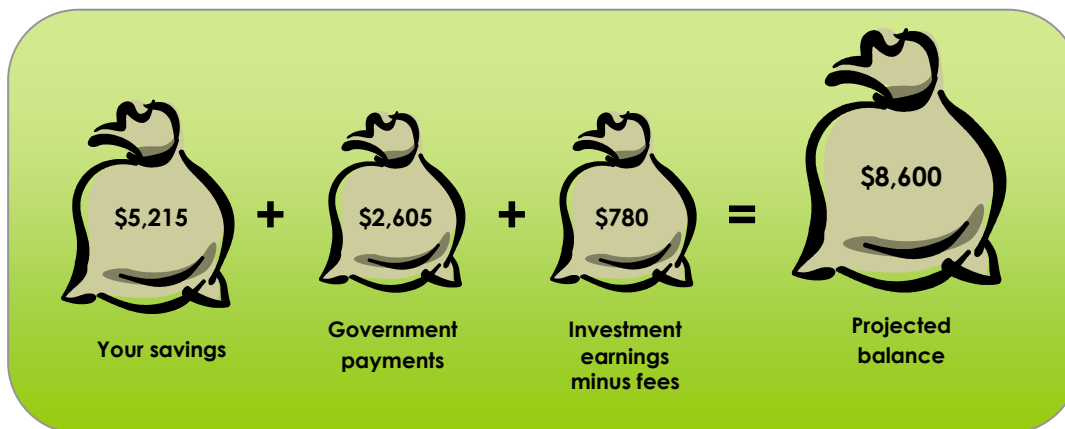 $5,215
+
$2,605
+
$780
=
$8,600
Your savings
Government
payments
Investment
earnings
minus fees
Projected
balance